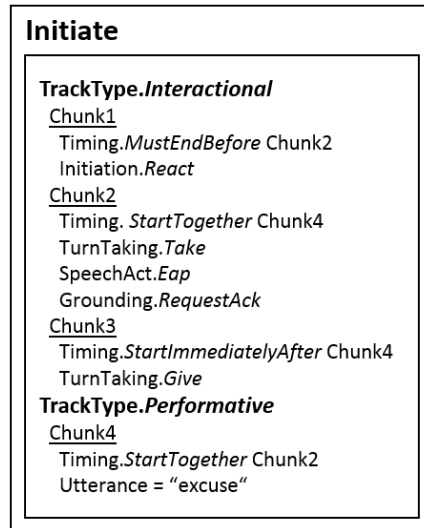 Initiate
TrackType.Interactional
Chunk1
Timing.MustEndBefore Chunk2
Initiation.React
Chunk2
Timing. StartTogether Chunk4
TurnTaking.Take
SpeechAct.Eap
Grounding.RequestAck
Chunk3
Timing.StartImmediatelyAfter Chunk4
TurnTaking.Give
TrackType.Performative
Chunk4
Timing.StartTogether Chunk2
Utterance = “excuse“